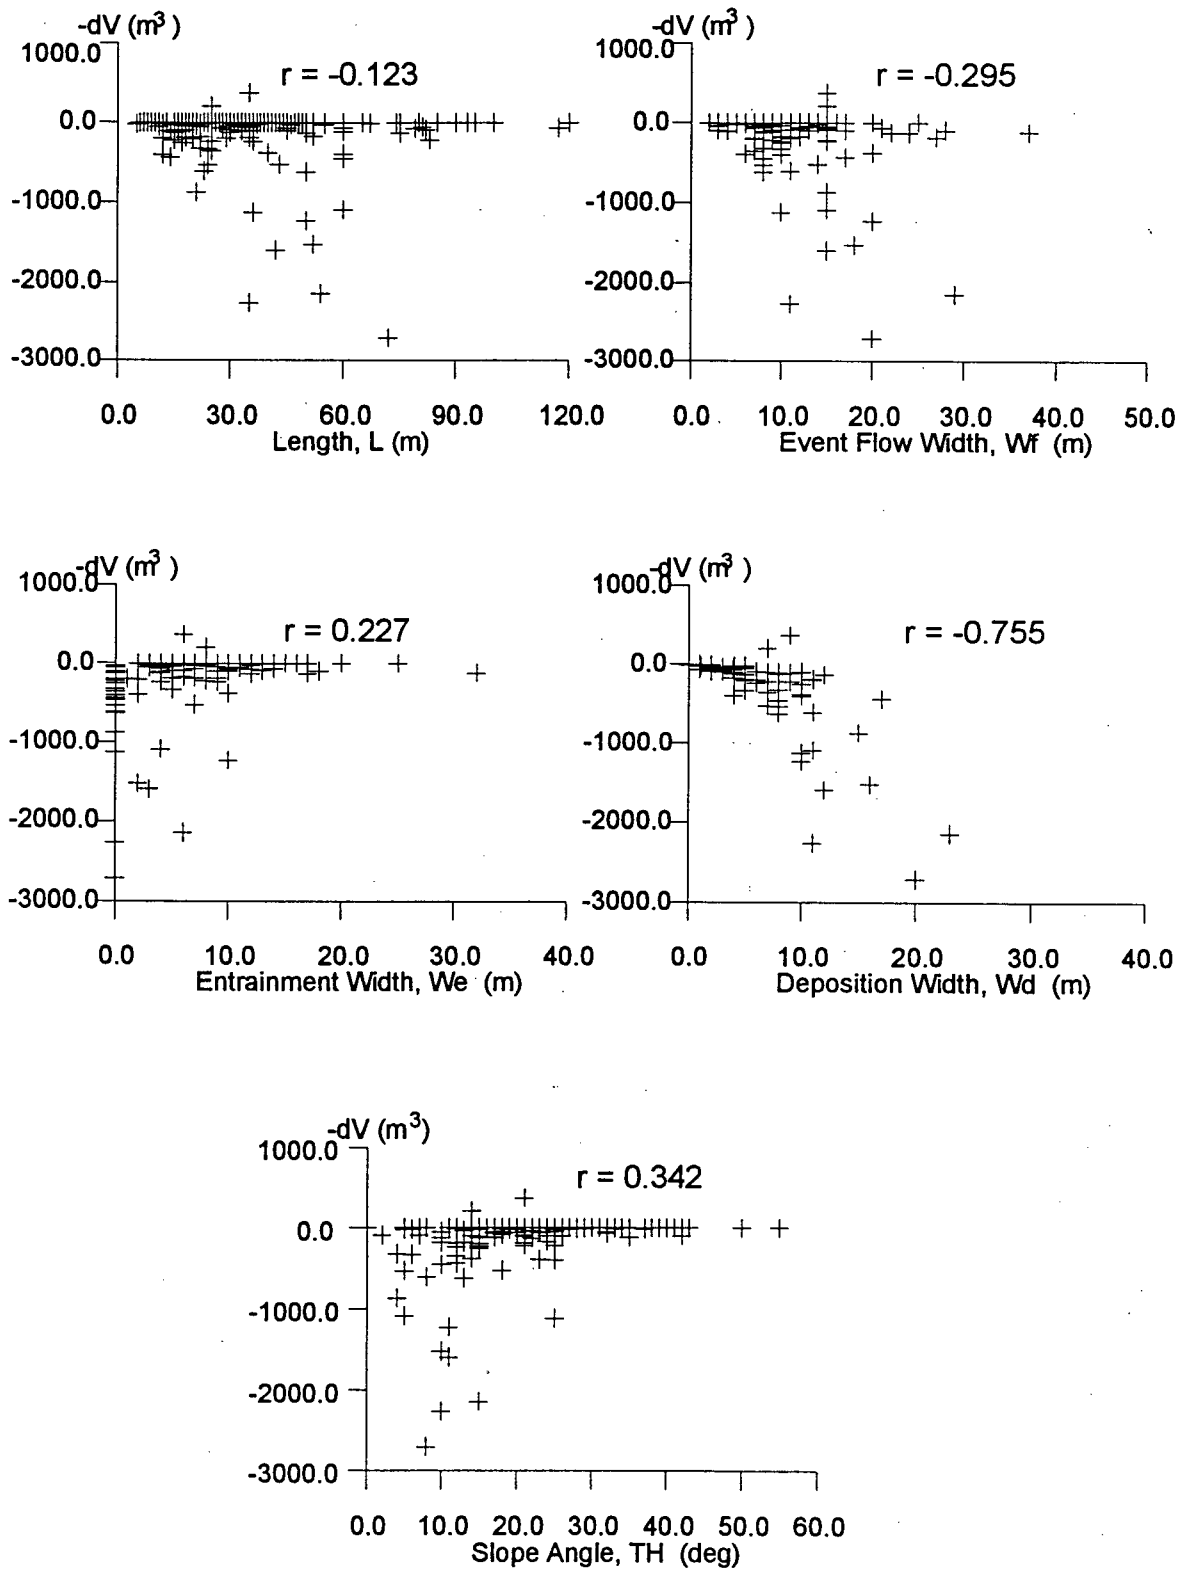 -dV (m³) -dV (m³)
1000.0 1000.0
r = -0.123 r = -0.295
0.0 0.0
-1000.0 -1000.0
-2000.0 -2000.0
-3000.0 -3000.0
0.0 30.0 60.0 90.0 120.0 0.0 10.0 20.0 30.0 40.0 50.0
Length, L (m) Event Flow Width, Wf (m)
-dV (m³) -dV (m³)
1000.0 1000.0
r = 0.227 r = -0.755
0.0 0.0
-1000.0 -1000.0
-2000.0 -2000.0
-3000.0 -3000.0
0.0 10.0 20.0 30.0 40.0 0.0 10.0 20.0 30.0 40.0
Entrainment Width, We (m) Deposition Width, Wd (m)
-dV (m³)
1000.0
r = 0.342
0.0
-1000.0
-2000.0
-3000.0
0.0 10.0 20.0 30.0 40.0 50.0 60.0
Slope Angle, TH (deg)